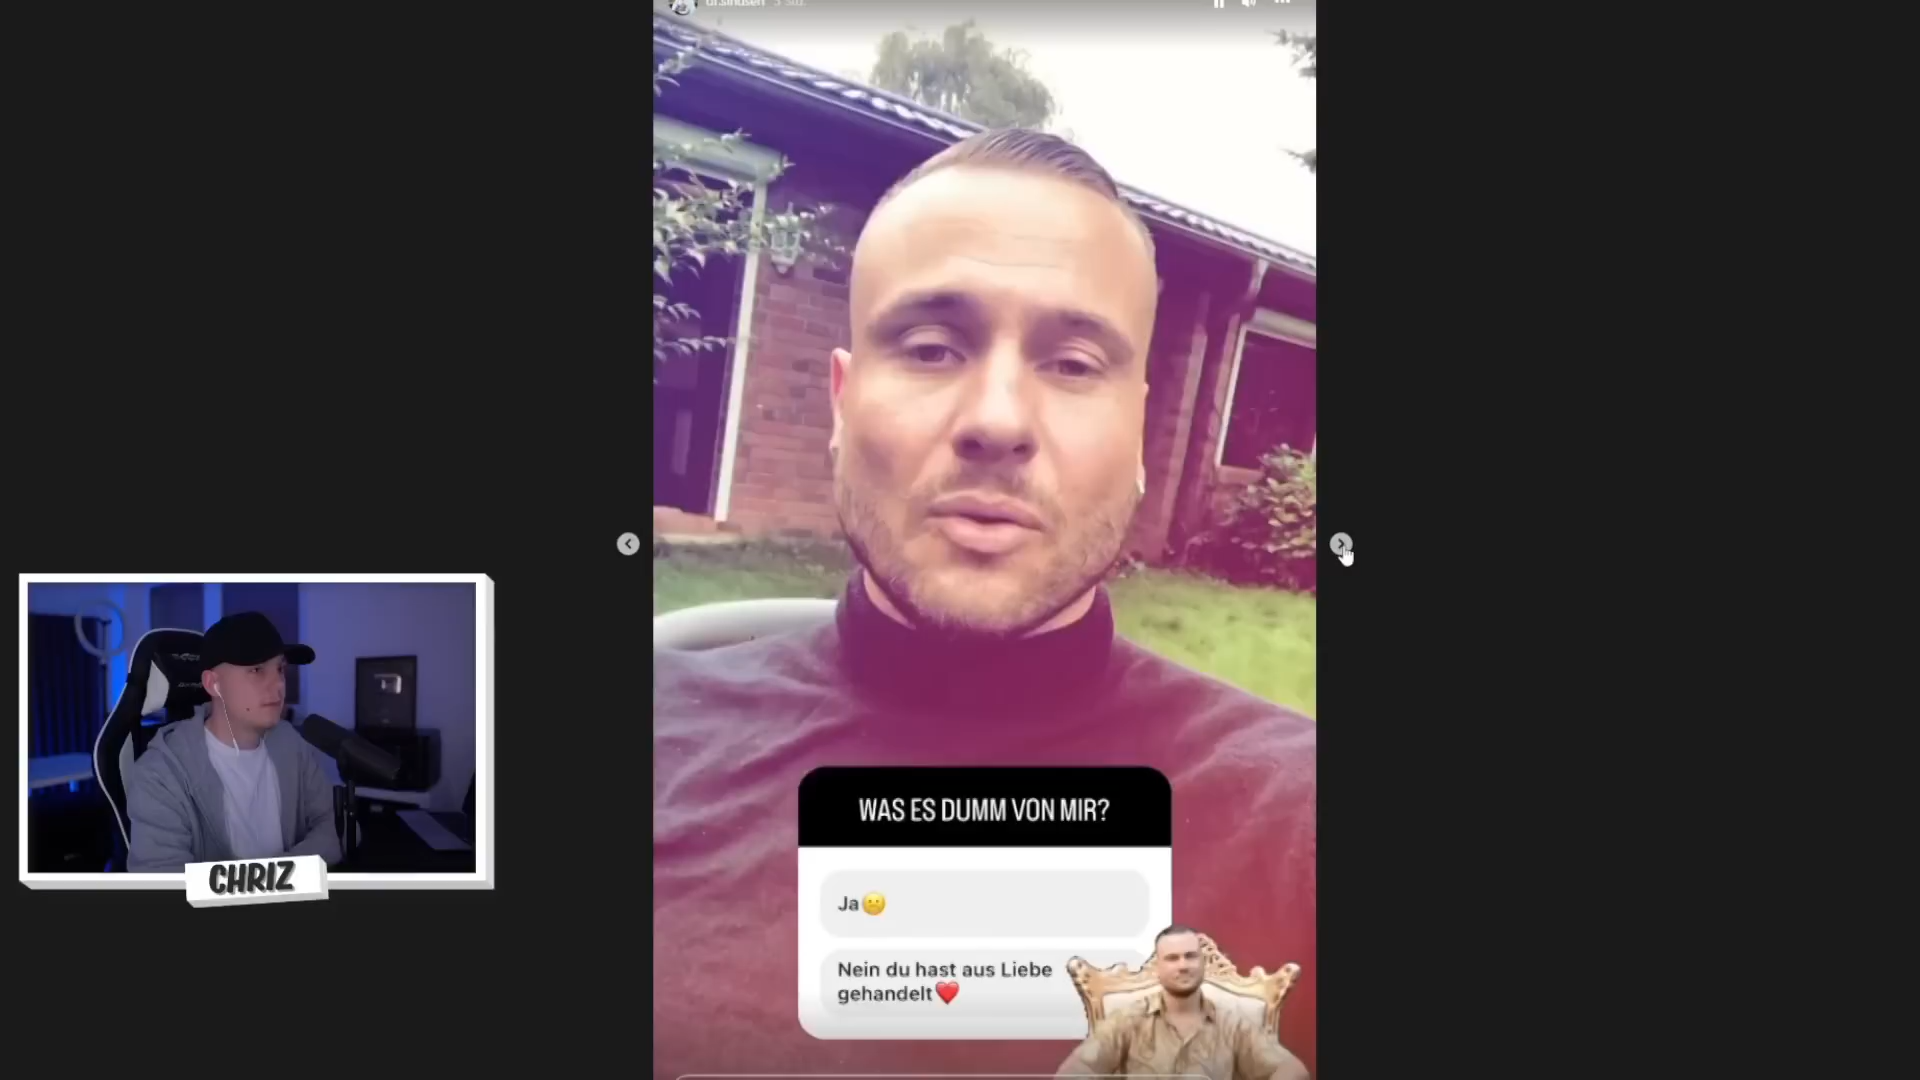 WAS ES DUMM VON MIR?
Ja😕
Nein du hast aus Liebe
gehandelt❤️
CHRIZ